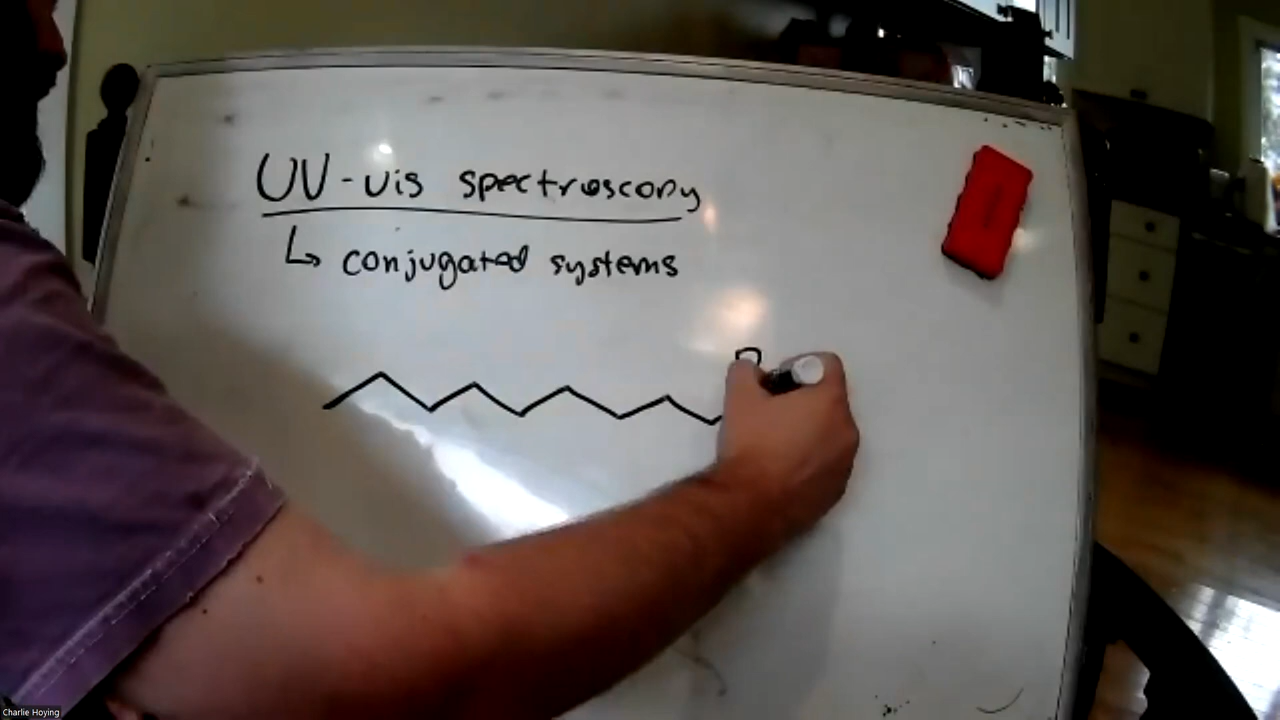 UV-vis spectroscopy
↳ conjugated systems
Charlie Hoying